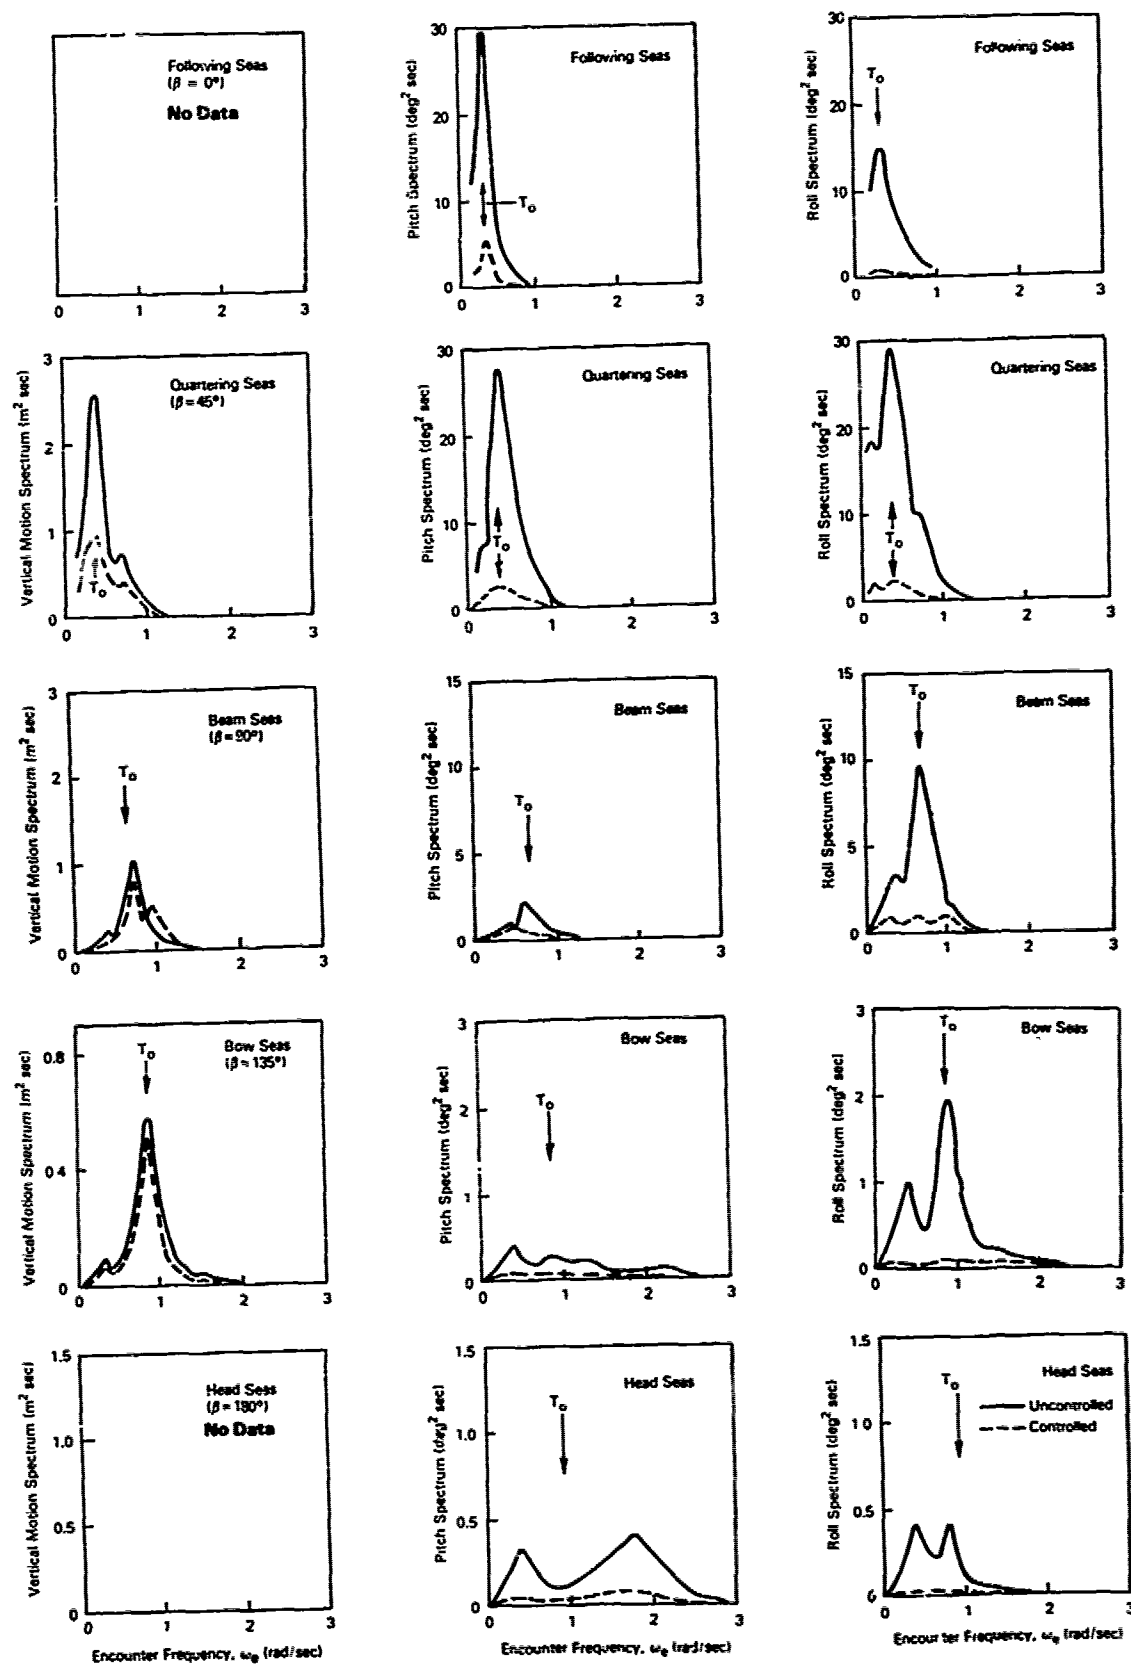 Following Seas
(β = 0°)
No Data
0 1 2 3
Pitch Spectrum (deg² sec)
30
20
10
0
Following Seas
T₀
0 1 2 3
Roll Spectrum (deg² sec)
30
20
10
0
Following Seas
T₀
0 1 2 3
Vertical Motion Spectrum (m² sec)
3
2
1
0
Quartering Seas
(β = 45°)
T₀
0 1 2 3
Pitch Spectrum (deg² sec)
30
20
10
0
Quartering Seas
T₀
0 1 2 3
Roll Spectrum (deg² sec)
30
20
10
0
Quartering Seas
T₀
0 1 2 3
Vertical Motion Spectrum (m² sec)
3
2
1
0
Beam Seas
(β = 90°)
T₀
0 1 2 3
Pitch Spectrum (deg² sec)
15
10
5
0
Beam Seas
T₀
0 1 2 3
Roll Spectrum (deg² sec)
15
10
5
0
Beam Seas
T₀
0 1 2 3
Vertical Motion Spectrum (m² sec)
0.8
0 4
0
Bow Seas
(β = 135°)
T₀
0 1 2 3
Pitch Spectrum (deg² sec)
3
2
1
0
Bow Seas
T₀
0 1 2 3
Roll Spectrum (deg² sec)
3
2
1
0
Bow Seas
T₀
0 1 2 3
Vertical Motion Spectrum (m² sec)
1.5
1.0
0.5
0
Head Seas
(β = 180°)
No Data
0 1 2 3
Encounter Frequency, ωₑ (rad/sec)
Pitch Spectrum (deg² sec)
1.5
1.0
0.5
0
Head Seas
T₀
0 1 2 3
Encounter Frequency, ωₑ (rad/sec)
Roll Spectrum (deg² sec)
1.5
1.0
0.5
0
Head Seas
T₀
Uncontrolled
Controlled
0 1 2 3
Encounter Frequency, ωₑ (rad/sec)